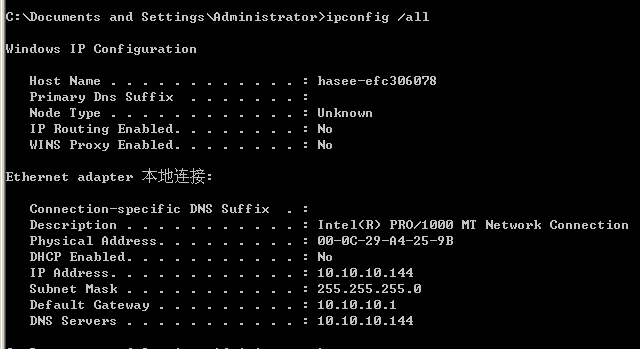 C:\Documents and Settings\Administrator>ipconfig /all
Windows IP Configuration
Host Name . . . . . . . . . . . . : hasee-efc306078
Primary Dns Suffix  . . . . . . . :
Node Type . . . . . . . . . . . . : Unknown
IP Routing Enabled. . . . . . . . : No
WINS Proxy Enabled. . . . . . . . : No
Ethernet adapter 本地连接:
Connection-specific DNS Suffix  . :
Description . . . . . . . . . . . : Intel(R) PRO/1000 MT Network Connection
Physical Address. . . . . . . . . : 00-0C-29-A4-25-9B
DHCP Enabled. . . . . . . . . . . : No
IP Address. . . . . . . . . . . . : 10.10.10.144
Subnet Mask . . . . . . . . . . . : 255.255.255.0
Default Gateway . . . . . . . . . : 10.10.10.1
DNS Servers . . . . . . . . . . . : 10.10.10.144